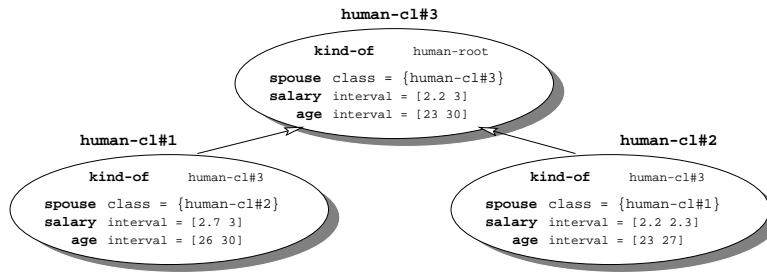 human-cl#3
kind-of human-root
spouse class = {human-cl#3}
salary interval = [2.2 3]
age interval = [23 30]
human-cl#1
kind-of human-cl#3
spouse class = {human-cl#2}
salary interval = [2.7 3]
age interval = [26 30]
human-cl#2
kind-of human-cl#3
spouse class = {human-cl#1}
salary interval = [2.2 2.3]
age interval = [23 27]